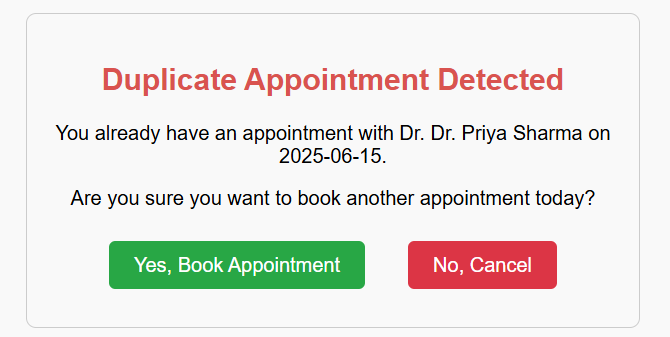 Duplicate Appointment Detected
You already have an appointment with Dr. Dr. Priya Sharma on
2025-06-15.
Are you sure you want to book another appointment today?
Yes, Book Appointment
No, Cancel